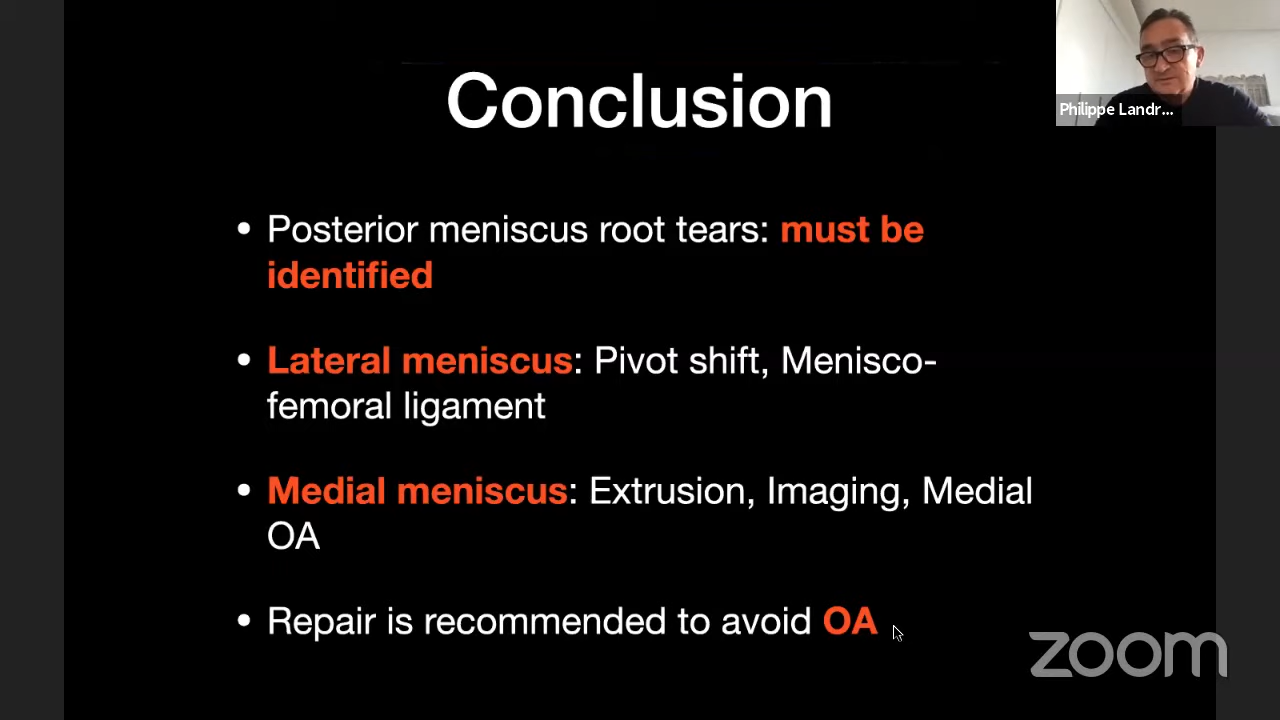 Conclusion
Philippe Landr...
• Posterior meniscus root tears: must be
identified
• Lateral meniscus: Pivot shift, Menisco-
femoral ligament
• Medial meniscus: Extrusion, Imaging, Medial
OA
• Repair is recommended to avoid OA
zoom